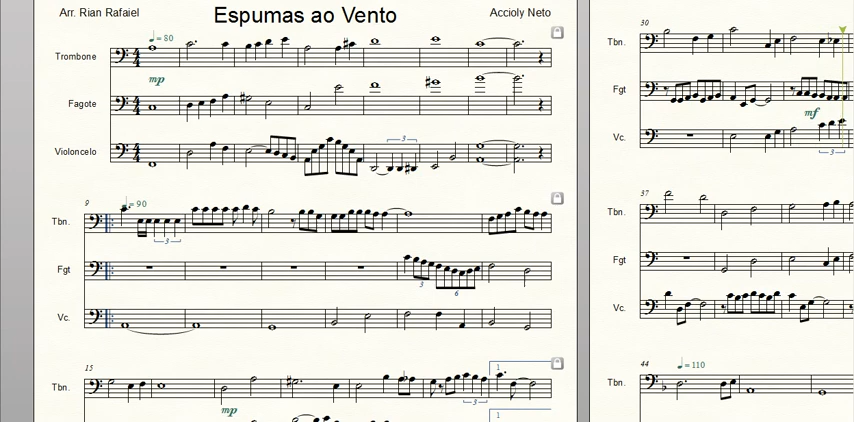 Arr. Rian Rafaiel
Espumas ao Vento
Accioly Neto
♩ = 80
Trombone
mp
Fagote
Violoncelo
3
9
♩ = 90
Tbn.
3
Fgt
3
6
Vc.
15
1
Tbn.
3
mp
1
30
Tbn.
Fgt
mf
Vc.
3
37
Tbn.
Fgt
Vc.
44
♩ = 110
Tbn.